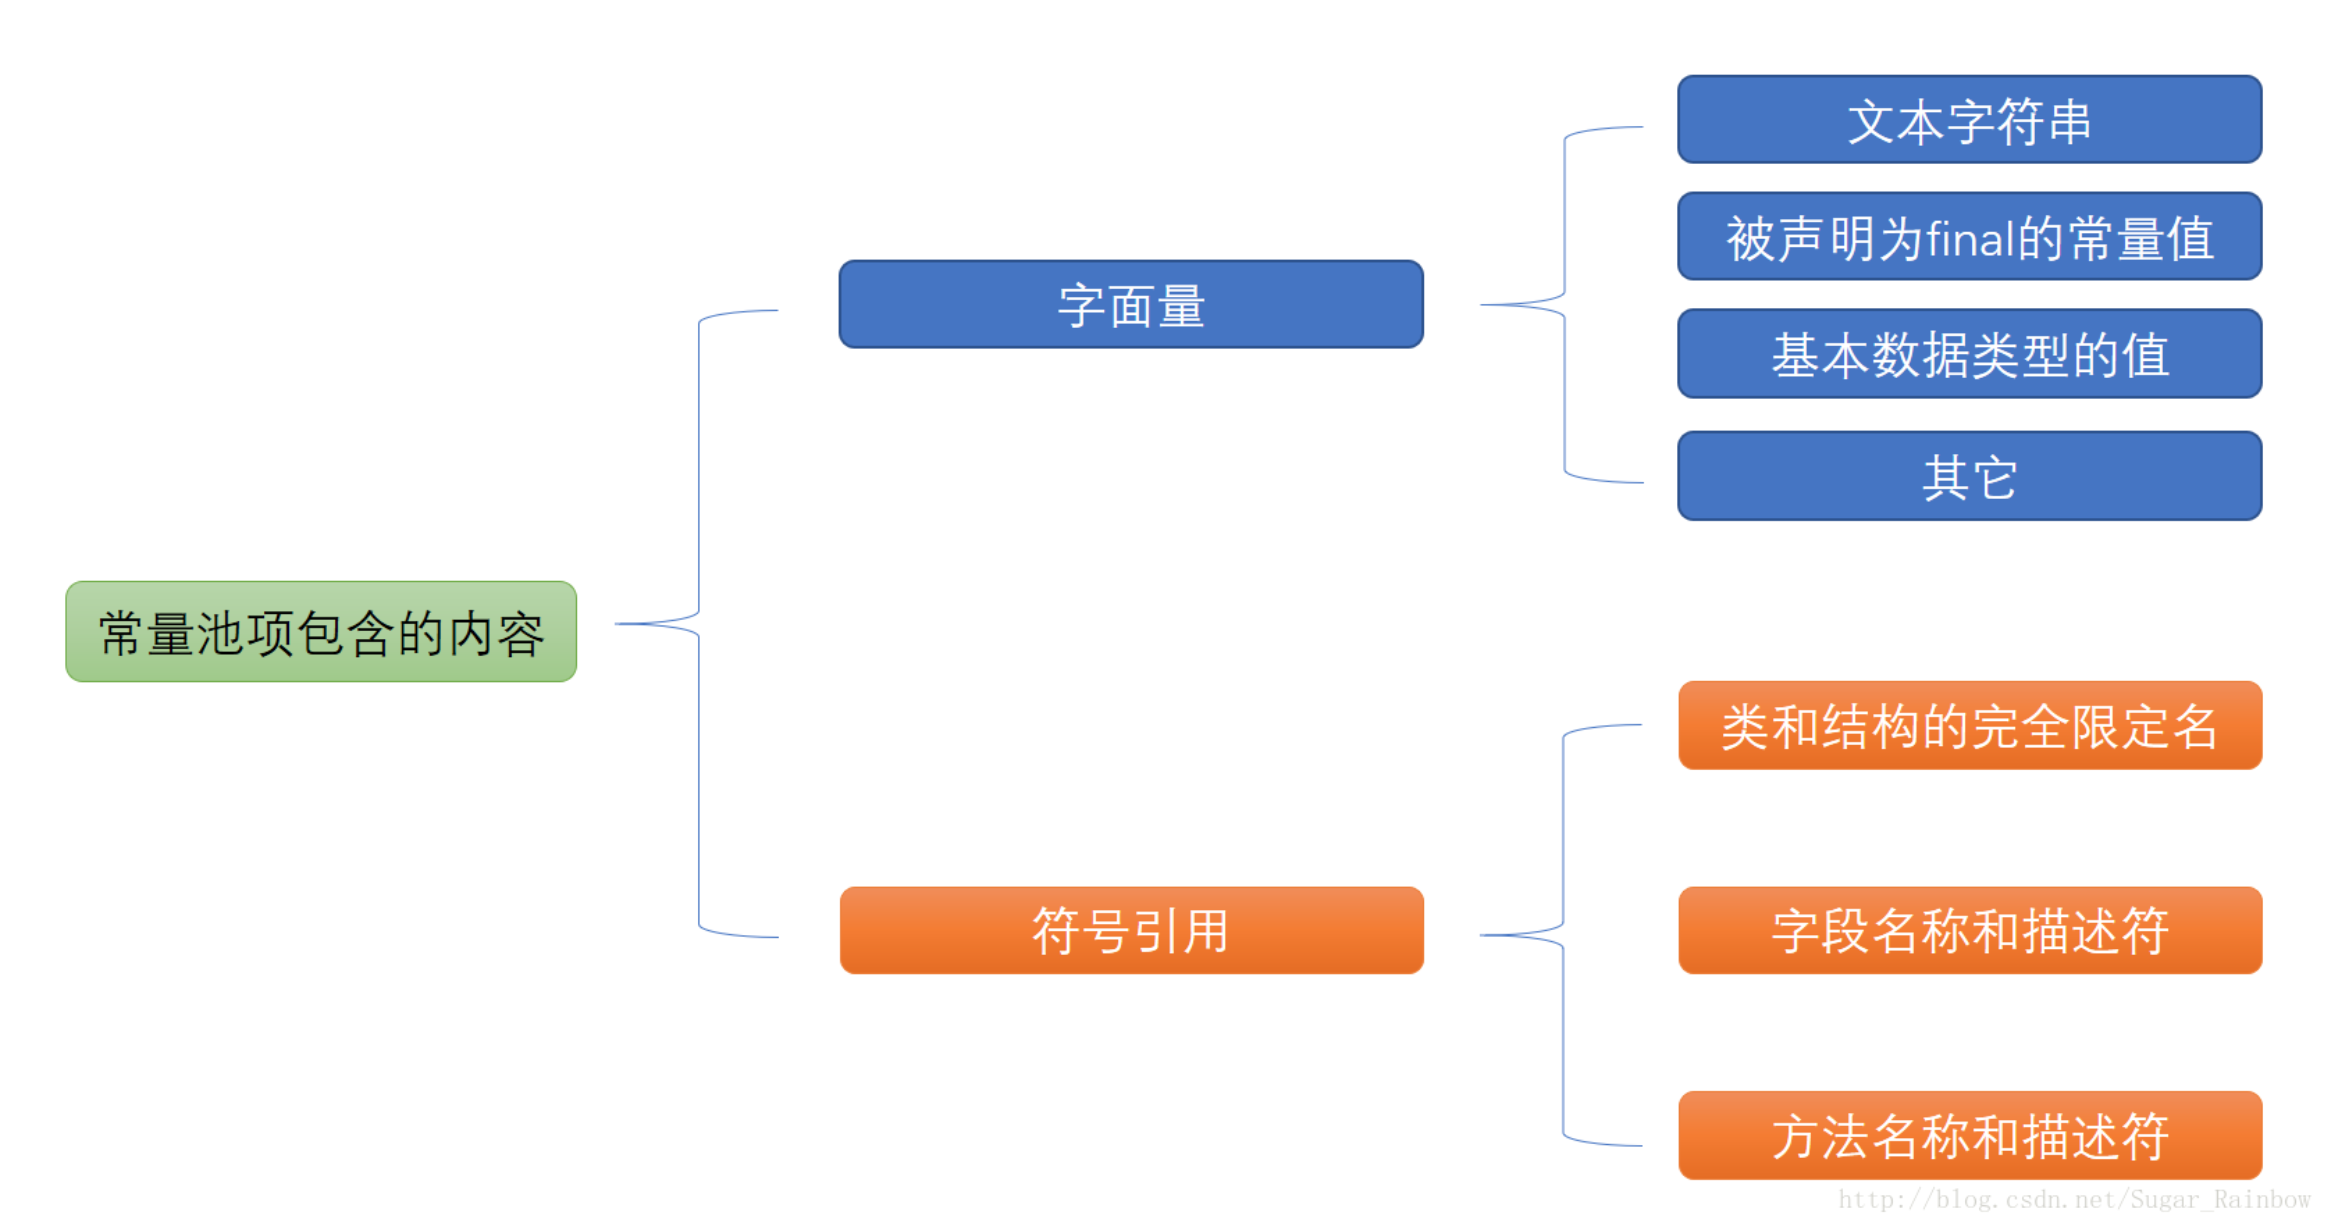 常量池项包含的内容
字面量
文本字符串
被声明为final的常量值
基本数据类型的值
其它
符号引用
类和结构的完全限定名
字段名称和描述符
方法名称和描述符
http://blog.csdn.net/Sugar_Rainbow